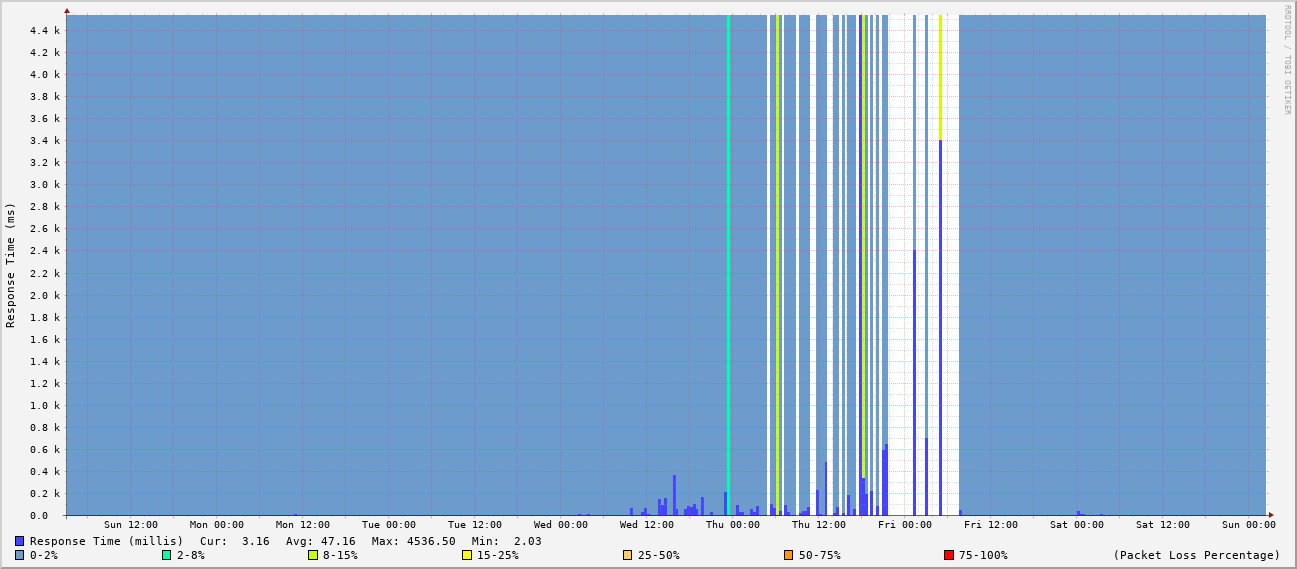 RRDTOOL / TOBI OETIKER
Response Time (ms)
4.4 k
4.2 k
4.0 k
3.8 k
3.6 k
3.4 k
3.2 k
3.0 k
2.8 k
2.6 k
2.4 k
2.2 k
2.0 k
1.8 k
1.6 k
1.4 k
1.2 k
1.0 k
0.8 k
0.6 k
0.4 k
0.2 k
0.0
Sun 12:00 Mon 00:00 Mon 12:00 Tue 00:00 Tue 12:00 Wed 00:00 Wed 12:00 Thu 00:00 Thu 12:00 Fri 00:00 Fri 12:00 Sat 00:00 Sat 12:00 Sun 00:00
Response Time (millis) Cur: 3.16 Avg: 47.16 Max: 4536.50 Min: 2.03
0-2% 2-8% 8-15% 15-25% 25-50% 50-75% 75-100% (Packet Loss Percentage)